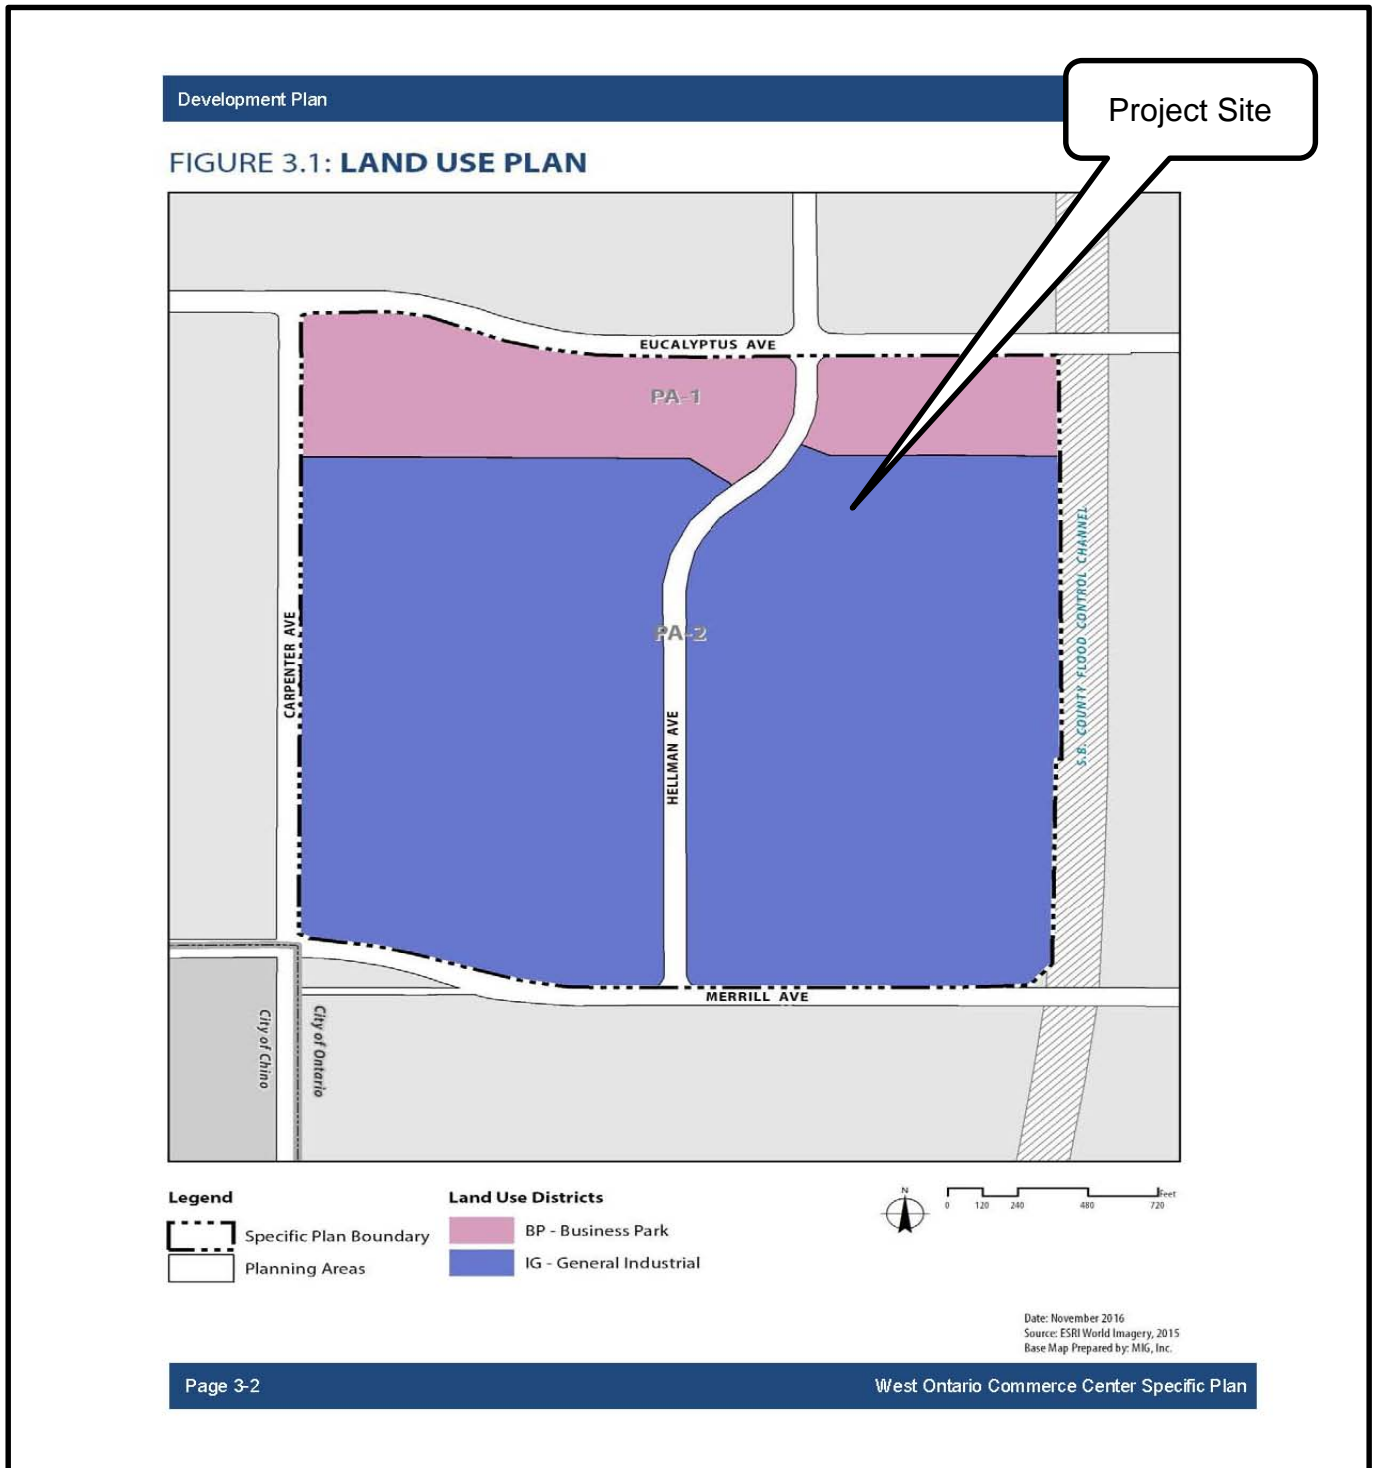 Project Site
Development Plan
FIGURE 3.1: LAND USE PLAN
EUCALYPTUS AVE
PA-1
S.B. COUNTY FLOOD CONTROL CHANNEL
CARPENTER AVE
PA-2
HELLMAN AVE
MERRILL AVE
City of Chino
City of Ontario
Legend
Specific Plan Boundary
Planning Areas
Land Use Districts
BP - Business Park
IG - General Industrial
N
0 120 240 480 720
Feet
Date: November 2016
Source: ESRI World Imagery, 2015
Base Map Prepared by: MIG, Inc.
Page 3-2
West Ontario Commerce Center Specific Plan